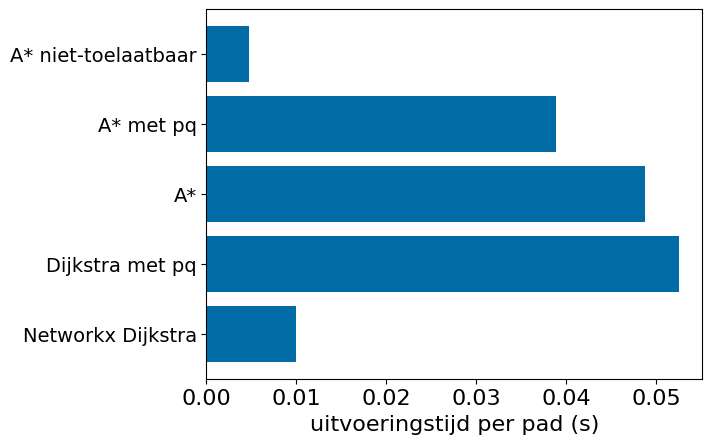 A* niet-toelaatbaar
A* met pq
A*
Dijkstra met pq
Networkx Dijkstra
0.00 0.01 0.02 0.03 0.04 0.05
uitvoeringstijd per pad (s)